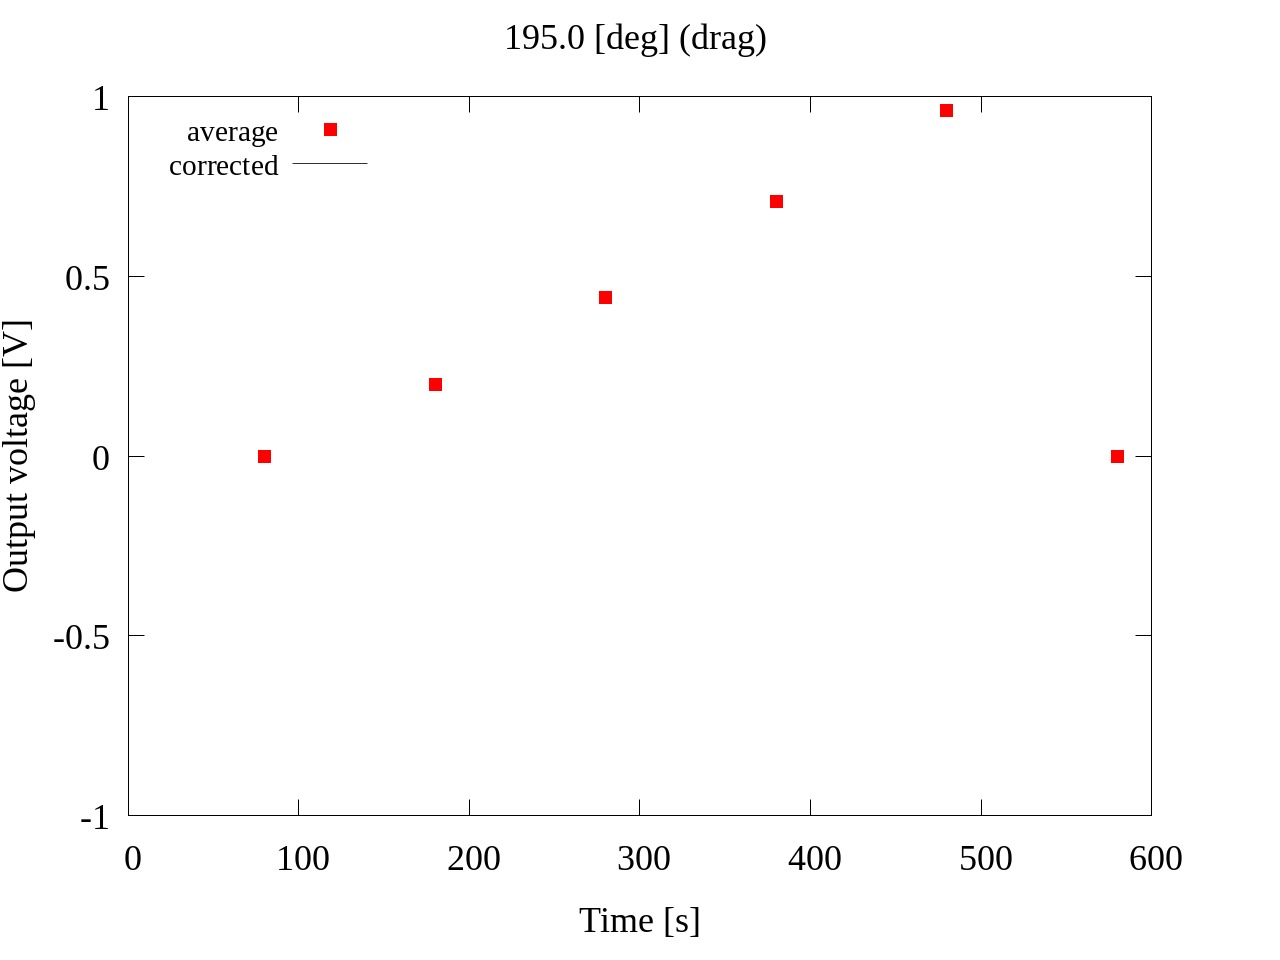 195.0 [deg] (drag)
1
average
corrected
0.5
0
-0.5
-1
Output voltage [V]
0 100 200 300 400 500 600
Time [s]